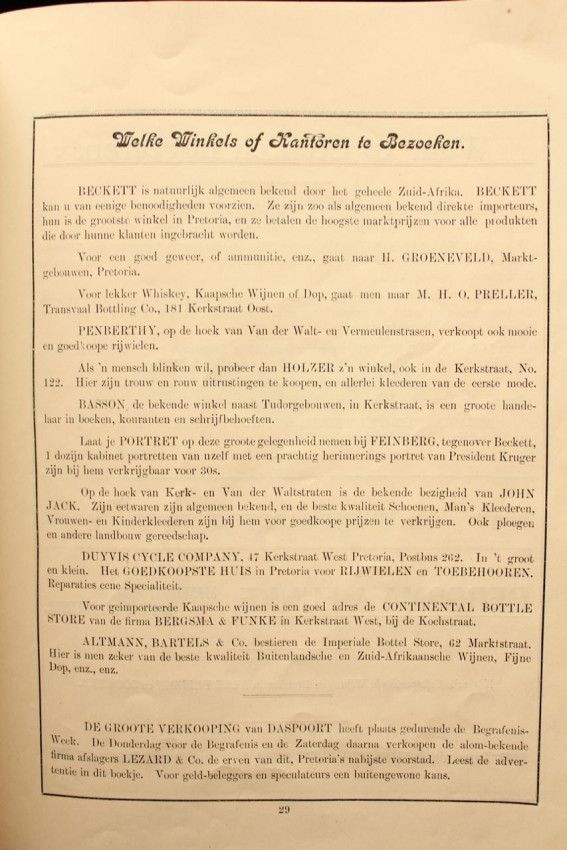 Welke Winkels of Kantoren te Bezoeken.
BECKETT is natuurlijk algemeen bekend door het geheele Zuid-Afrika. BECKETT
kan u van eenige benoodigheden voorzien. Ze zijn zoo als algemeen bekend direkte importeurs,
hun is de grootste winkel in Pretoria, en ze betalen de hoogste marktprijzen voor alle produkten
die door hunne klanten ingebracht worden.
Voor een goed geweer, of ammunitie, enz., gaat naar H. GROENEVELD, Markt-
gebouwen, Pretoria.
Voor lekker Whiskey, Kaapsche Wijnen of Dop, gaat men naar M. H. O. PRELLER,
Transvaal Bottling Co., 181 Kerkstraat Oost.
PENBERTHY, op de hoek van Van der Walt- en Vermeulenstrasen, verkoopt ook mooie
en goedkoope rijwielen.
Als 'n mensch blinken wil, probeer dan HOLZER z'n winkel, ook in de Kerkstraat, No.
122. Hier zijn trouw en rouw uitrustingen te koopen, en allerlei kleederen van de eerste mode.
BASSON, de bekende winkel naast Tudorgebouwen, in Kerkstraat, is een groote hande-
laar in boeken, kouranten en schrijfbehoeften.
Laat je PORTRET op deze groote gelegenheid nemen bij FEINBERG, tegenover Beckett,
1 dozijn kabinet portretten van uzelf met een prachtig herinnerings portret van President Kruger
zijn bij hem verkrijgbaar voor 30s.
Op de hoek van Kerk- en Van der Waltstraten is de bekende bezigheid van JOHN
JACK. Zijn eetwaren zijn algemeen bekend, en de beste kwaliteit Schoenen, Man's Kleederen,
Vrouwen- en Kinderkleederen zijn bij hem voor goedkoope prijzen te verkrijgen. Ook ploegen
en andere landbouw gereedschap.
DUYVIS CYCLE COMPANY, 47 Kerkstraat West Pretoria, Postbus 262. In 't groot
en klein. Het GOEDKOOPSTE HUIS in Pretoria voor RIJWIELEN en TOEBEHOOREN.
Reparaties eene Specialiteit.
Voor geimporteerde Kaapsche wijnen is een goed adres de CONTINENTAL BOTTLE
STORE van de firma BERGSMA & FUNKE in Kerkstraat West, bij de Kochstraat.
ALTMANN, BARTELS & Co. bestieren de Imperiale Bottel Store, 62 Marktstraat.
Hier is men zeker van de beste kwaliteit Buitenlandsche en Zuid-Afrikaansche Wijnen, Fijne
Dop, enz., enz.
DE GROOTE VERKOOPING van DASPOORT heeft plaats gedurende de Begrafenis-
Week. De Donderdag voor de Begrafenis en de Zaterdag daarna verkoopen de alom-bekende
firma afslagers LEZARD & Co. de erven van dit, Pretoria's nabijste voorstad. Leest de adver-
tentie in dit boekje. Voor geld-beleggers en speculateurs een buitengewone kans.
29